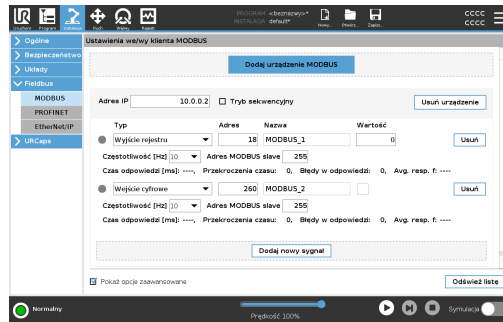 PROGRAM <beznazwy>*
INSTALACJA default*
Uruchom Program Instalacja Ruch We/wy Rejestr Nowy... Otwórz... Zapisz...
CCCC
CCCC
Ogólne
Bezpieczeństwo
Układy
Fieldbus
MODBUS
PROFINET
EtherNet/IP
URCaps
Ustawienia we/wy klienta MODBUS
Dodaj urządzenie MODBUS
Adres IP 10.0.0.2 Tryb sekwencyjny Usuń urządzenie
Typ Adres Nazwa Wartość
Wyjście rejestru 18 MODBUS_1 0 Usuń
Częstotliwość [Hz] 10 Adres MODBUS slave 255
Czas odpowiedzi [ms]: ----, Przekroczenia czasu: 0, Błędy w odpowiedzi: 0, Avg. resp. f: ----
Wejście cyfrowe 260 MODBUS_2 Usuń
Częstotliwość [Hz] 10 Adres MODBUS slave 255
Czas odpowiedzi [ms]: ----, Przekroczenia czasu: 0, Błędy w odpowiedzi: 0, Avg. resp. f: ----
Dodaj nowy sygnał
Pokaż opcje zaawansowane Odśwież listę
Normalny Prędkość 100% Symulacja